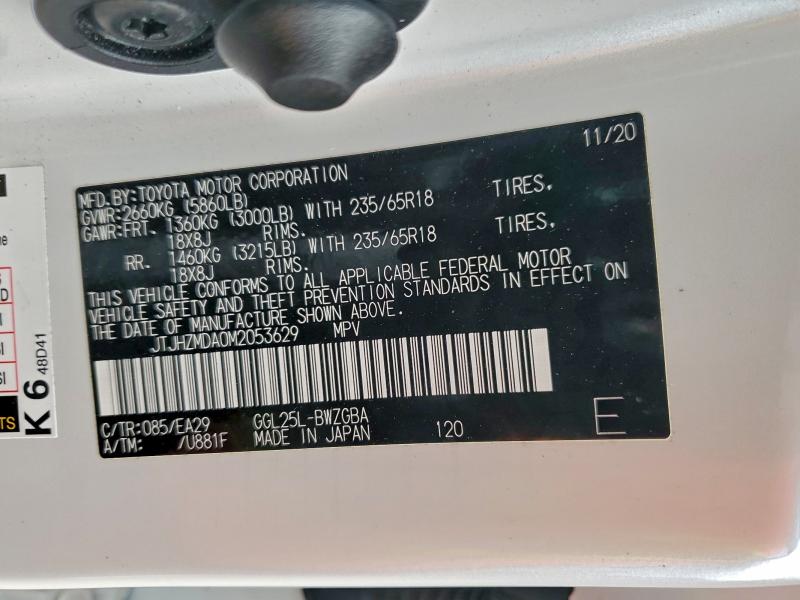 11/20
MFD.BY:TOYOTA MOTOR CORPORATION
GVWR:2660KG (5860LB)
GAWR:FRT. 1360KG (3000LB) WITH 235/65R18 TIRES,
18X8J RIMS.
RR. 1460KG (3215LB) WITH 235/65R18 TIRES,
18X8J RIMS.
THIS VEHICLE CONFORMS TO ALL APPLICABLE FEDERAL MOTOR
VEHICLE SAFETY AND THEFT PREVENTION STANDARDS IN EFFECT ON
THE DATE OF MANUFACTURE SHOWN ABOVE.
JTJHZMDA0M2053629 MPV
C/TR:085/EA29 GGL25L-BWZGBA
A/TM: /U881F MADE IN JAPAN 120 E
K6 48D41